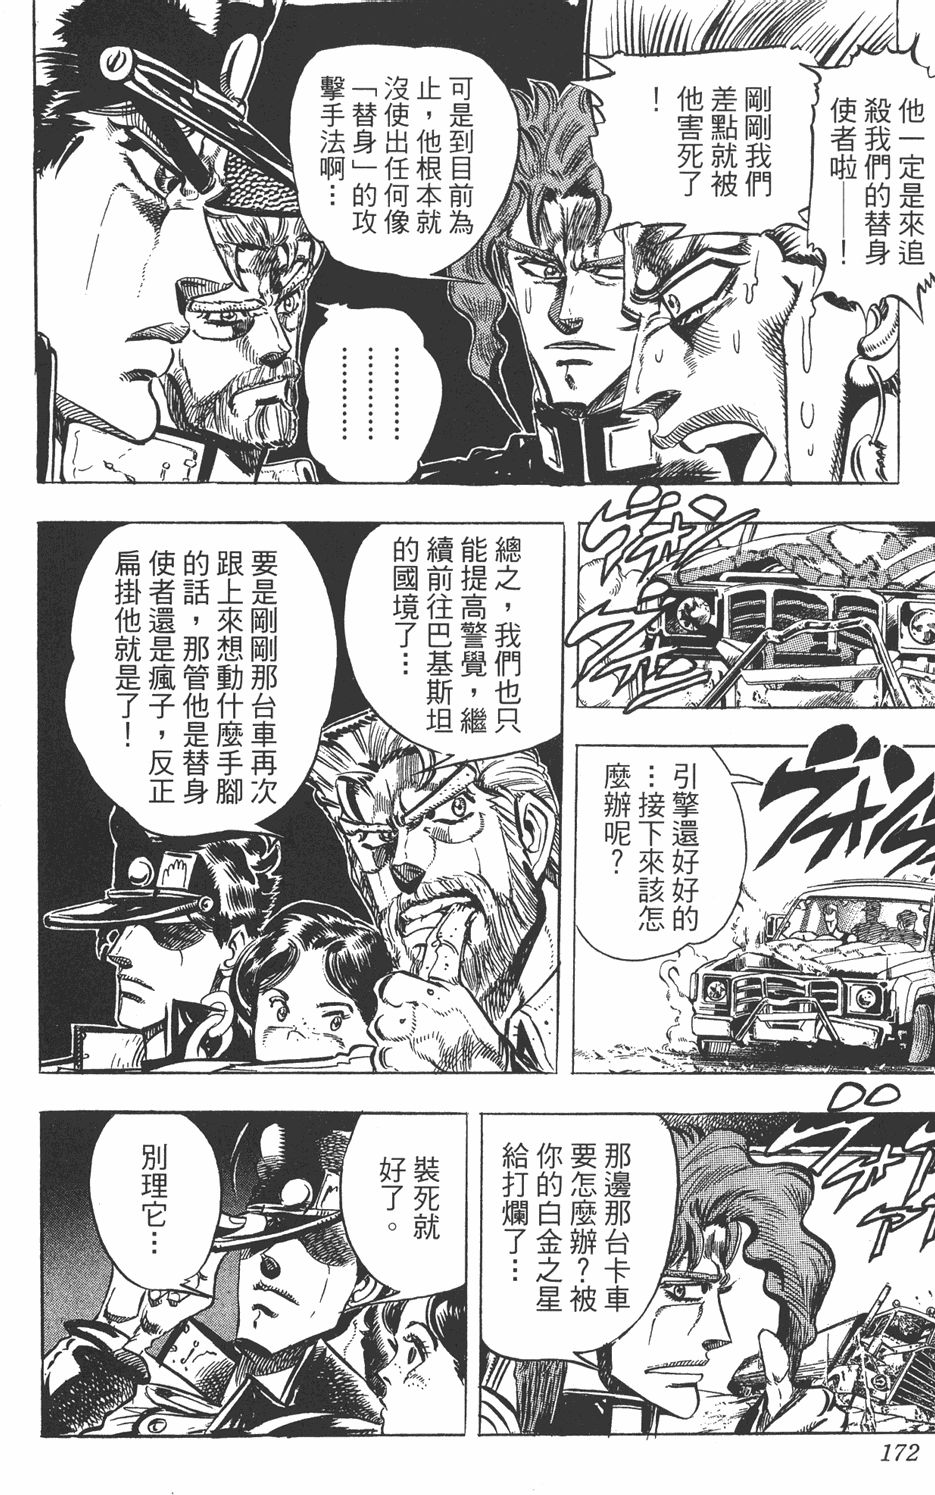 他一定是來追
殺我們的替身
使者啦——！
剛剛我們
差點就被
他害死了
！
可是到目前為
止，他根本就
沒使出任何像
「替身」的攻
擊手法啊…
………………
………………
ヴォオン
引擎還好好的
…接下來該怎
麼辦呢？
ヴォオン
總之，我們也只
能提高警覺，繼
續前往巴基斯坦
的國境了…
要是剛剛那台車再次
跟上來想動什麼手腳
的話，那管他是替身
使者還是瘋子，反正
扁掛他就是了！
那邊那台卡車
要怎麼辦？被
你的白金之星
給打爛了…
裝死就
好了。
別理它…
172